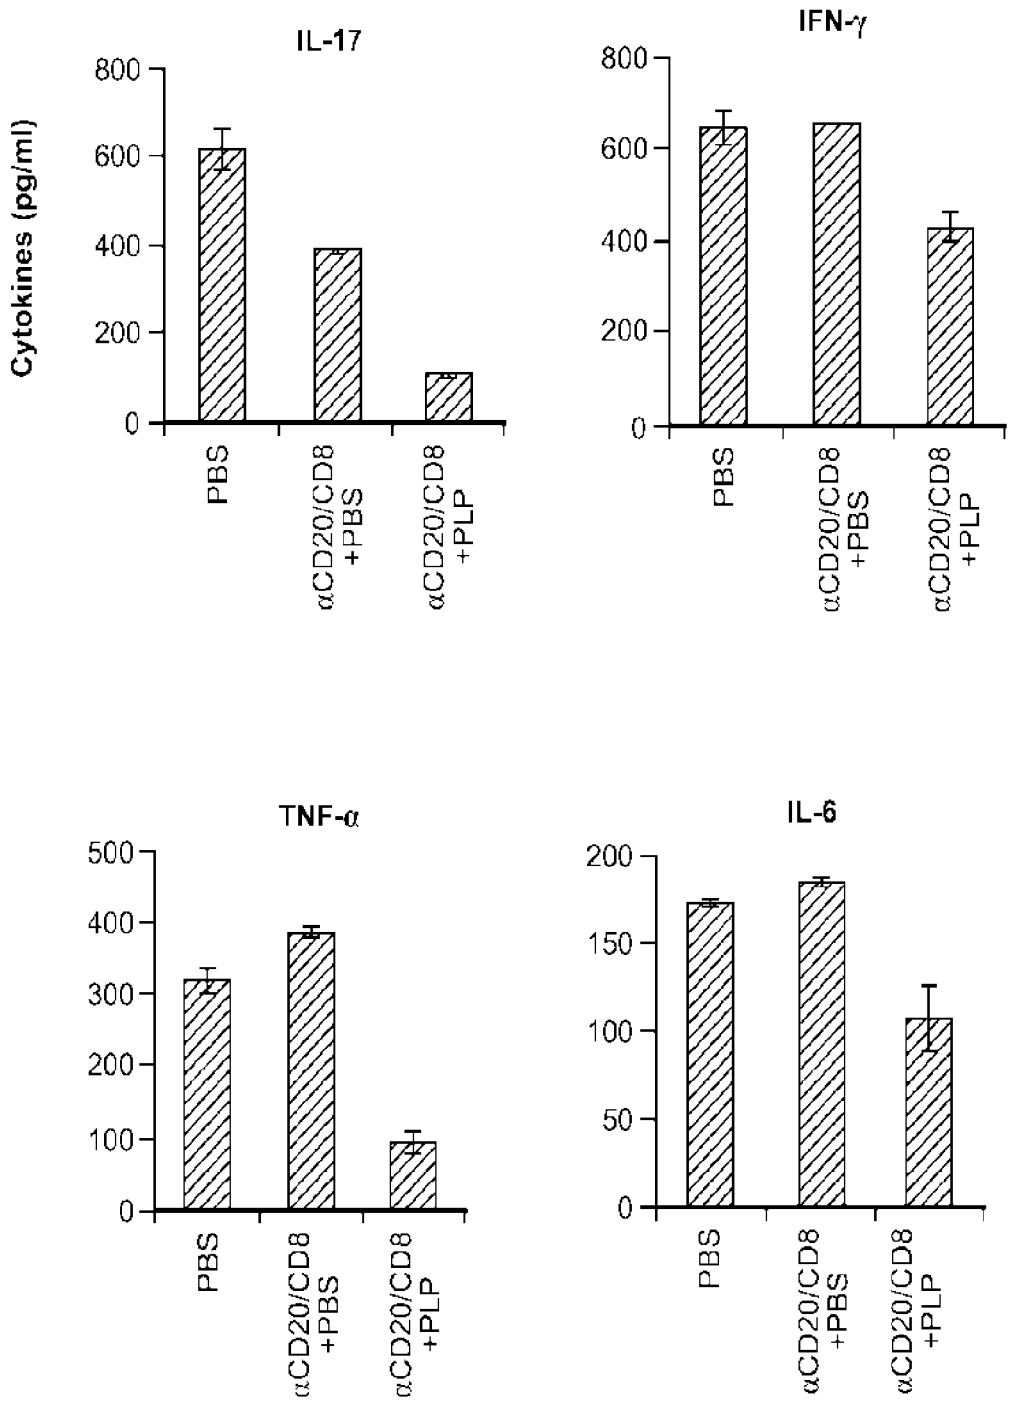 IL-17
Cytokines (pg/ml)
800
600
400
200
0
PBS
αCD20/CD8
+PBS
αCD20/CD8
+PLP
IFN-γ
800
600
400
200
0
PBS
αCD20/CD8
+PBS
αCD20/CD8
+PLP
TNF-α
500
400
300
200
100
0
PBS
αCD20/CD8
+PBS
αCD20/CD8
+PLP
IL-6
200
150
100
50
0
PBS
αCD20/CD8
+PBS
αCD20/CD8
+PLP